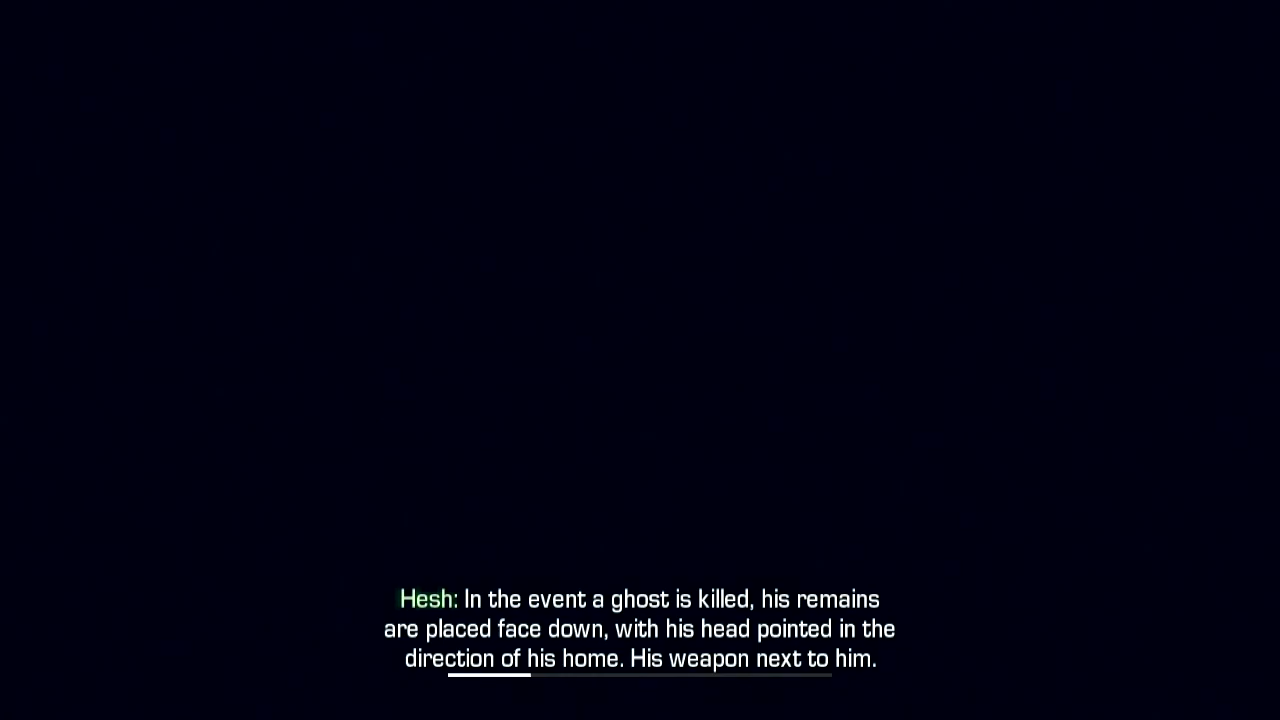 Hesh: In the event a ghost is killed, his remains
are placed face down, with his head pointed in the
direction of his home. His weapon next to him.